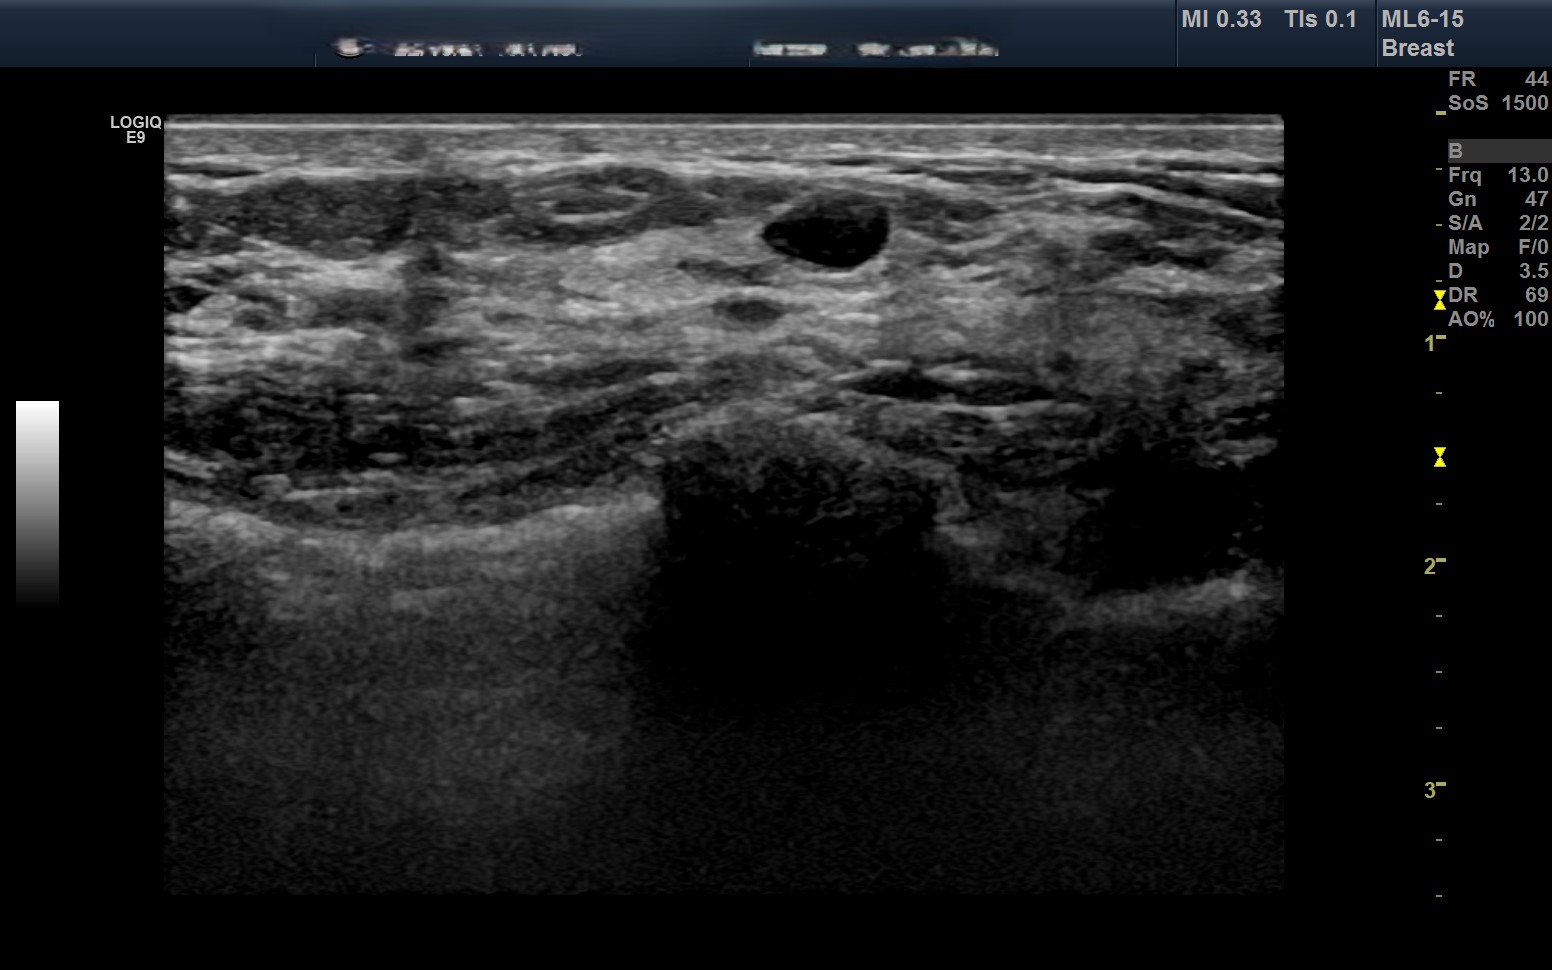 MI 0.33 TIs 0.1 ML6-15
Breast
FR 44
SoS 1500
LOGIQ
E9
B
Frq 13.0
Gn 47
S/A 2/2
Map F/0
D 3.5
DR 69
AO% 100
1
2
3